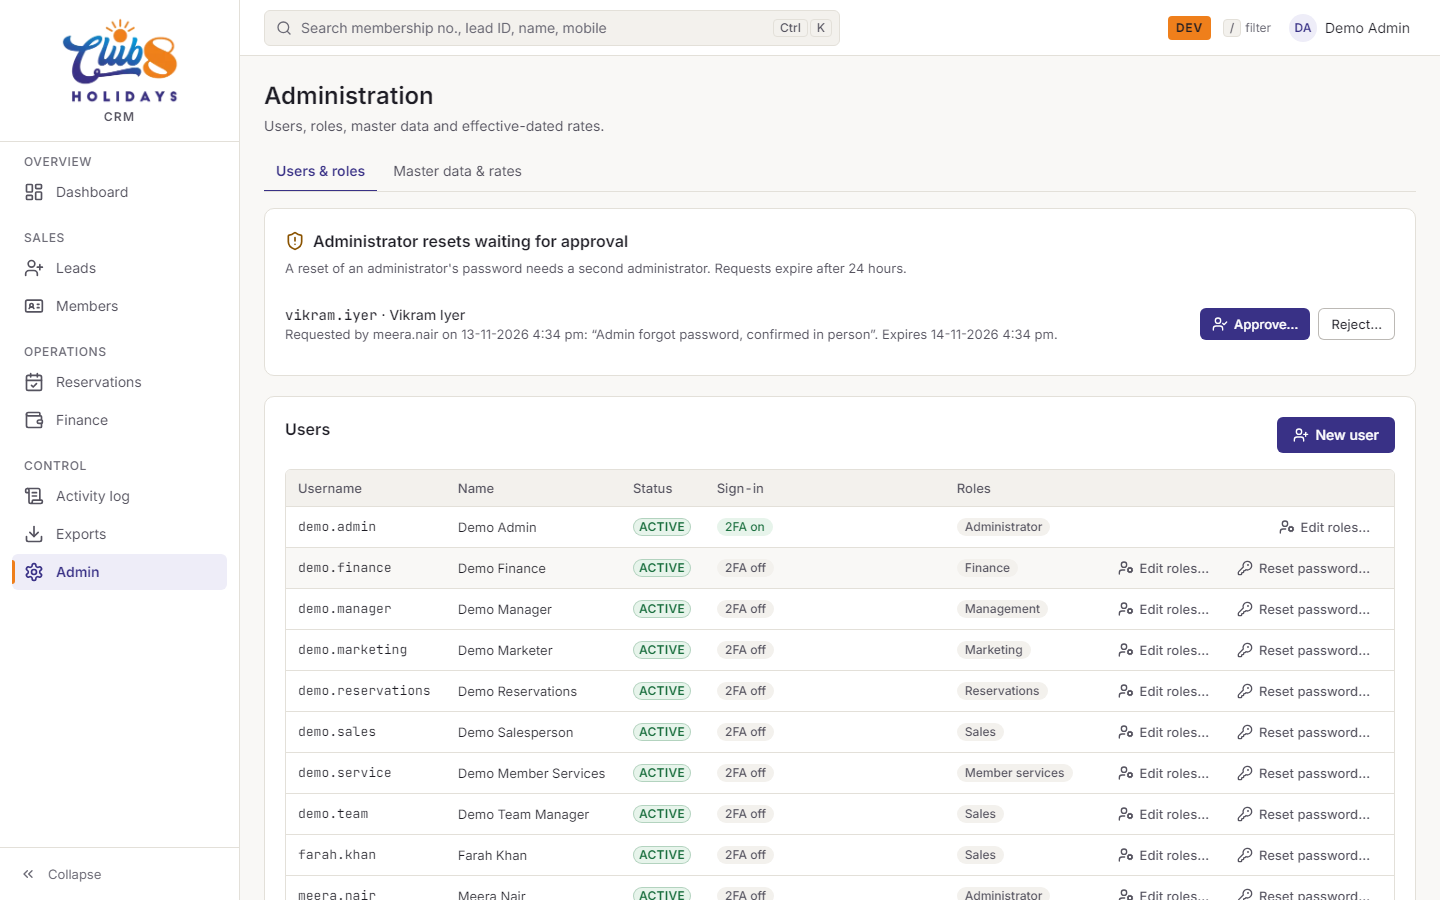 Club8
HOLIDAYS
CRM
Search membership no., lead ID, name, mobile
Ctrl K
DEV
/ filter
DA Demo Admin
OVERVIEW
Dashboard
SALES
Leads
Members
OPERATIONS
Reservations
Finance
CONTROL
Activity log
Exports
Admin
Collapse
Administration
Users, roles, master data and effective-dated rates.
Users & roles Master data & rates
Administrator resets waiting for approval
A reset of an administrator's password needs a second administrator. Requests expire after 24 hours.
vikram.iyer · Vikram Iyer
Requested by meera.nair on 13-11-2026 4:34 pm: “Admin forgot password, confirmed in person”. Expires 14-11-2026 4:34 pm.
Approve... Reject...
Users
New user
Username Name Status Sign-in Roles
demo.admin Demo Admin ACTIVE 2FA on Administrator Edit roles...
demo.finance Demo Finance ACTIVE 2FA off Finance Edit roles... Reset password...
demo.manager Demo Manager ACTIVE 2FA off Management Edit roles... Reset password...
demo.marketing Demo Marketer ACTIVE 2FA off Marketing Edit roles... Reset password...
demo.reservations Demo Reservations ACTIVE 2FA off Reservations Edit roles... Reset password...
demo.sales Demo Salesperson ACTIVE 2FA off Sales Edit roles... Reset password...
demo.service Demo Member Services ACTIVE 2FA off Member services Edit roles... Reset password...
demo.team Demo Team Manager ACTIVE 2FA off Sales Edit roles... Reset password...
farah.khan Farah Khan ACTIVE 2FA off Sales Edit roles... Reset password...
meera.nair Meera Nair ACTIVE 2FA off Administrator Edit roles... Reset password...